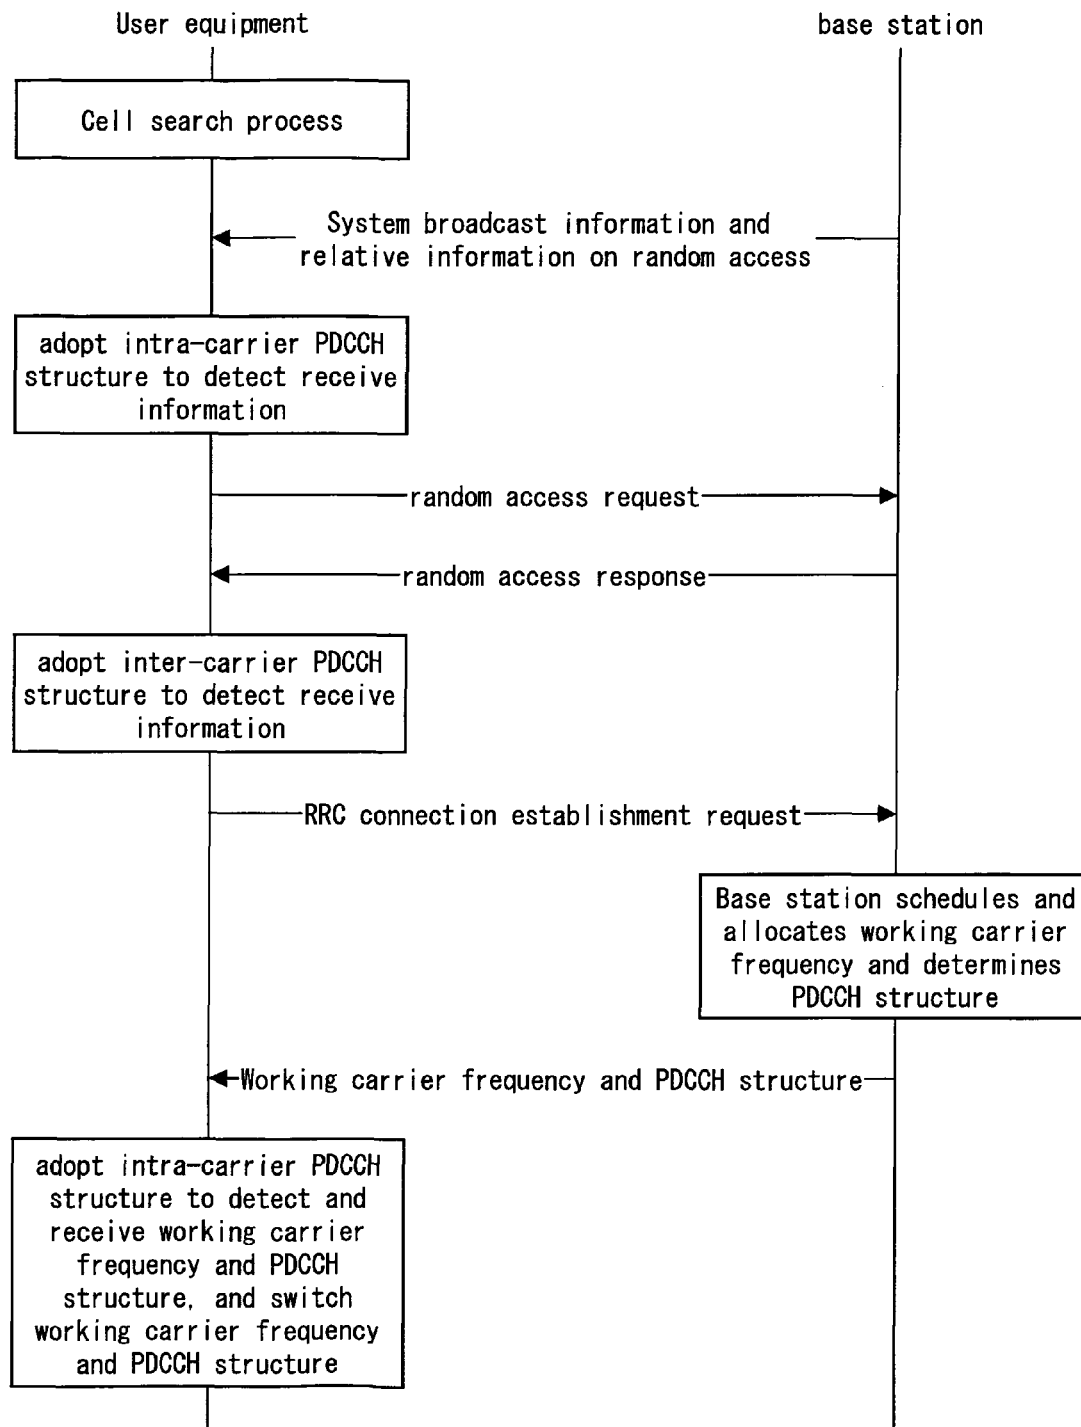 User equipment
base station
Cell search process
System broadcast information and
relative information on random access
adopt intra-carrier PDCCH
structure to detect receive
information
random access request
random access response
adopt inter-carrier PDCCH
structure to detect receive
information
RRC connection establishment request
Base station schedules and
allocates working carrier
frequency and determines
PDCCH structure
Working carrier frequency and PDCCH structure
adopt intra-carrier PDCCH
structure to detect and
receive working carrier
frequency and PDCCH
structure, and switch
working carrier frequency
and PDCCH structure